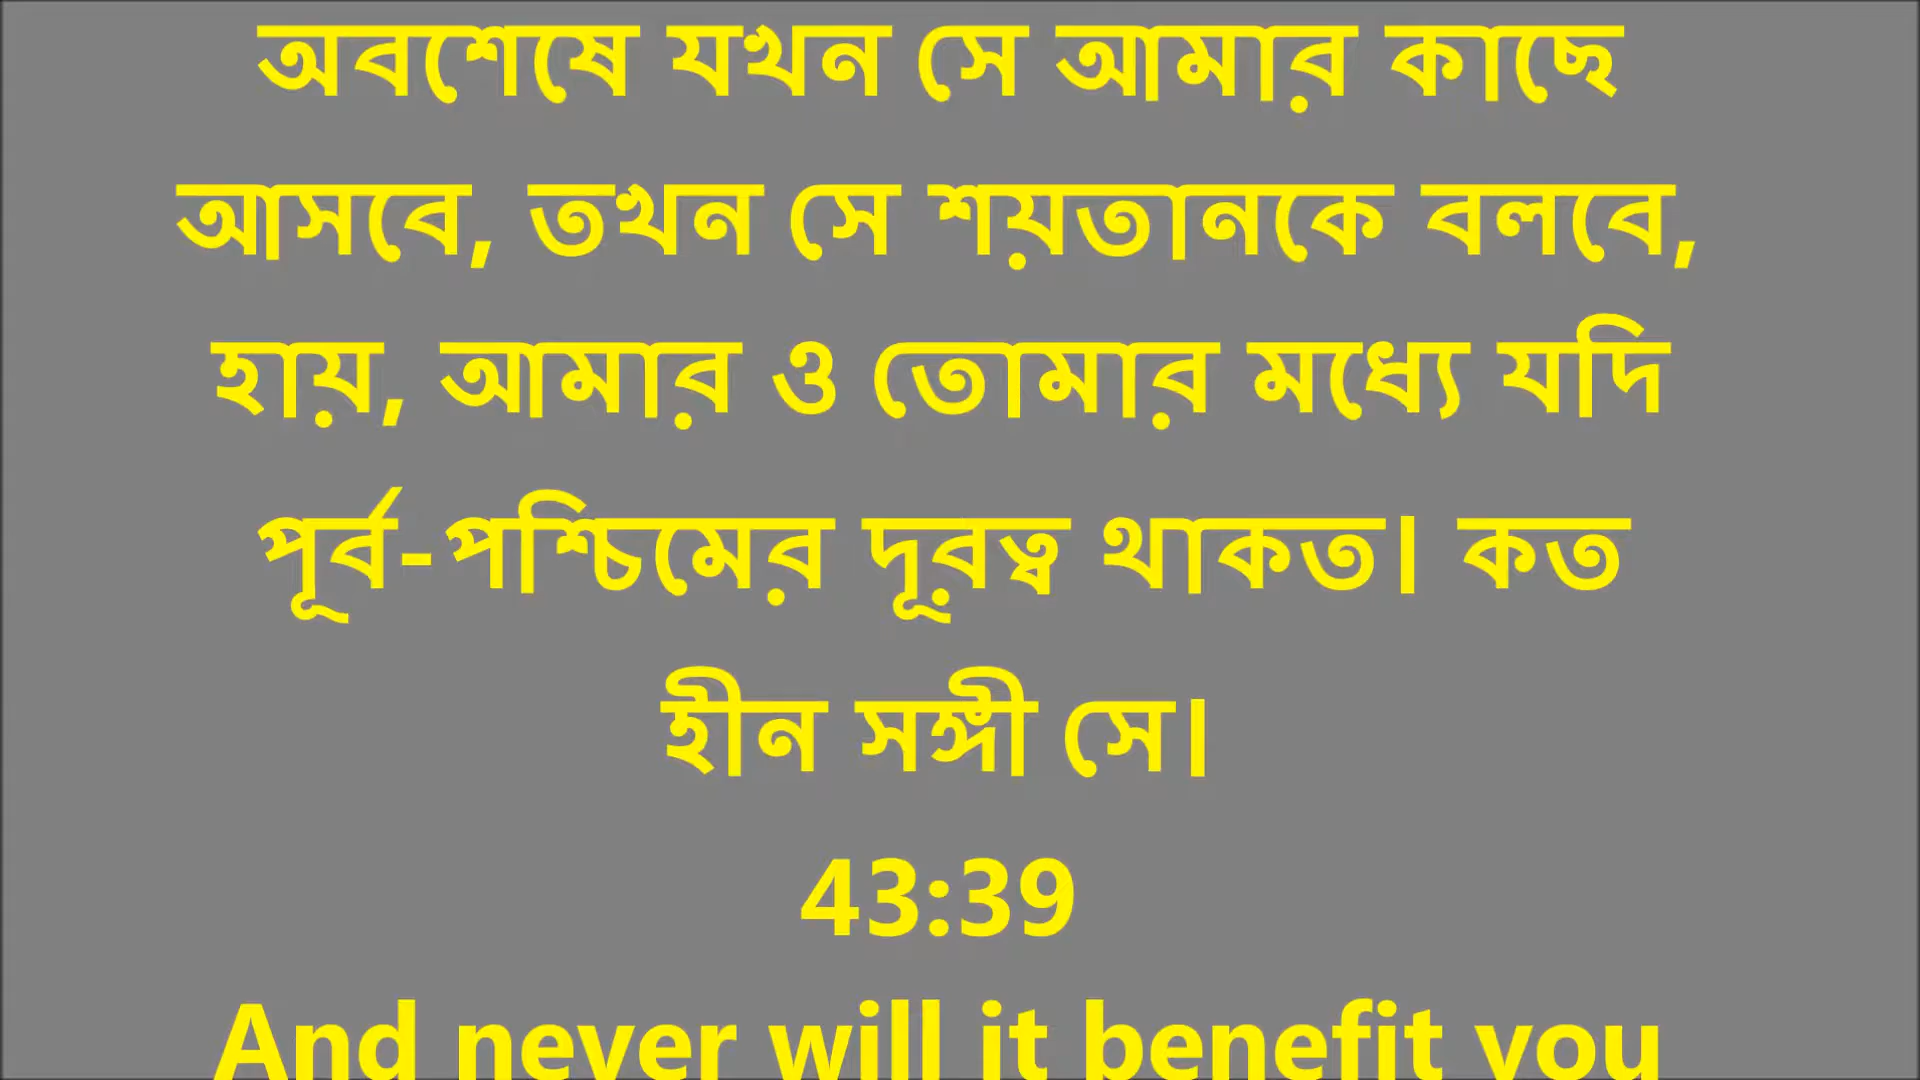 অবশেষে যখন সে আমার কাছে
আসবে, তখন সে শয়তানকে বলবে,
হায়, আমার ও তোমার মধ্যে যদি
পূর্ব-পশ্চিমের দূরত্ব থাকত। কত
হীন সঙ্গী সে।
43:39
And never will it benefit you